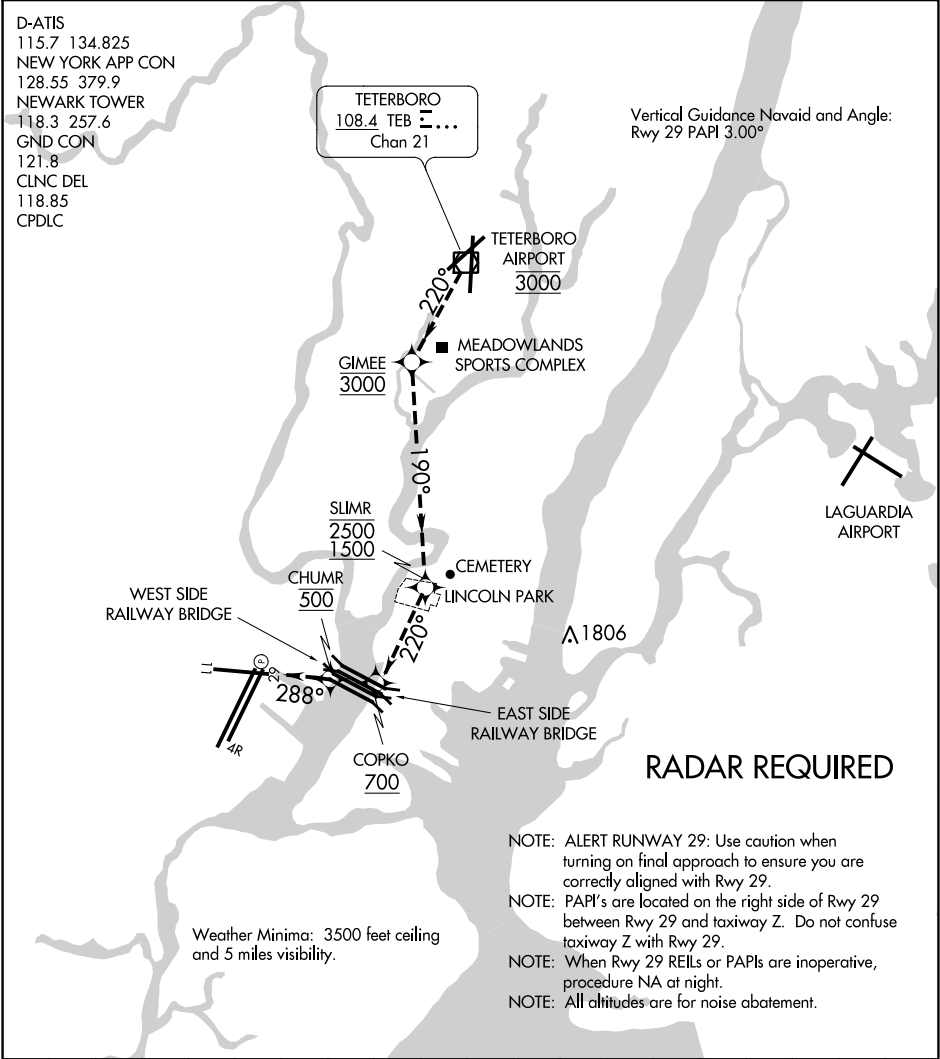 D-ATIS
115.7 134.825
NEW YORK APP CON
128.55 379.9
NEWARK TOWER
118.3 257.6
GND CON
121.8
CLNC DEL
118.85
CPDLC
TETERBORO
108.4 TEB
Chan 21
Vertical Guidance Navaid and Angle:
Rwy 29 PAPI 3.00°
TETERBORO
AIRPORT
3000
220°
MEADOWLANDS
SPORTS COMPLEX
GIMEE
3000
190°
LAGUARDIA
AIRPORT
SLIMR
2500
1500
CEMETERY
LINCOLN PARK
CHUMR
500
WEST SIDE
RAILWAY BRIDGE
220°
1806
11
P
29
288°
4R
EAST SIDE
RAILWAY BRIDGE
COPKO
700
RADAR REQUIRED
NOTE: ALERT RUNWAY 29: Use caution when
turning on final approach to ensure you are
correctly aligned with Rwy 29.
NOTE: PAPI's are located on the right side of Rwy 29
between Rwy 29 and taxiway Z. Do not confuse
taxiway Z with Rwy 29.
NOTE: When Rwy 29 REILs or PAPIs are inoperative,
procedure NA at night.
NOTE: All altitudes are for noise abatement.
Weather Minima: 3500 feet ceiling
and 5 miles visibility.